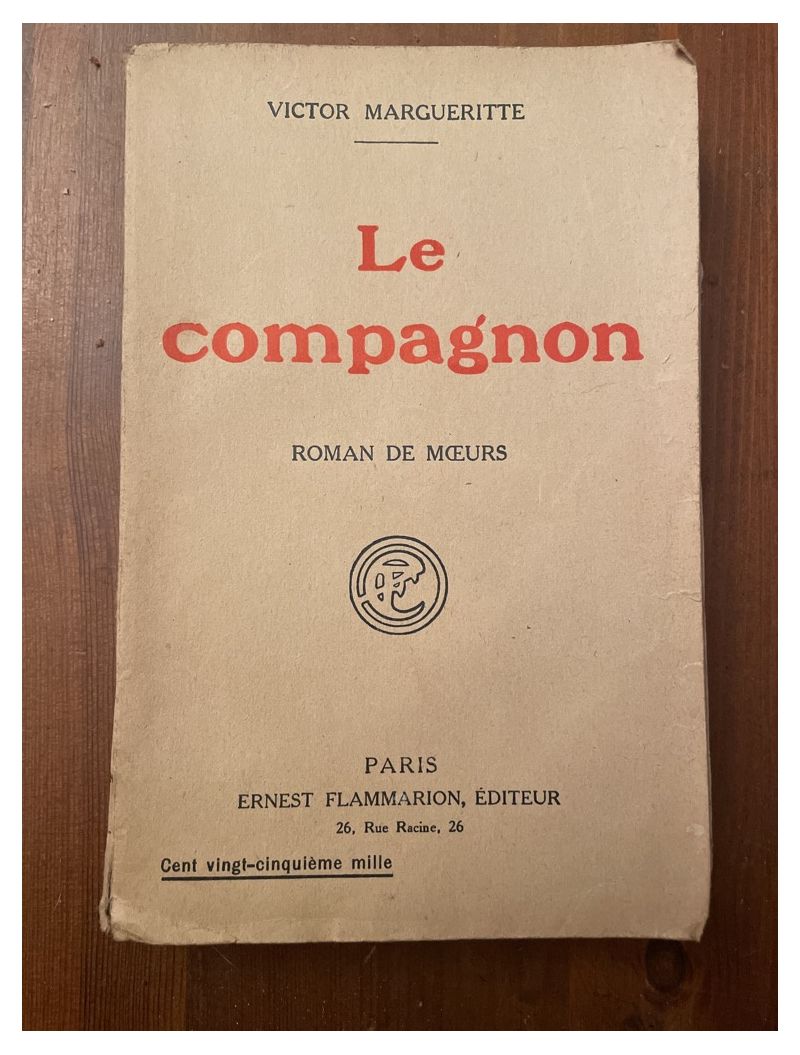 VICTOR MARGUERITTE
Le
compagnon
ROMAN DE MŒURS
PARIS
ERNEST FLAMMARION, ÉDITEUR
26, Rue Racine, 26
Cent vingt-cinquième mille